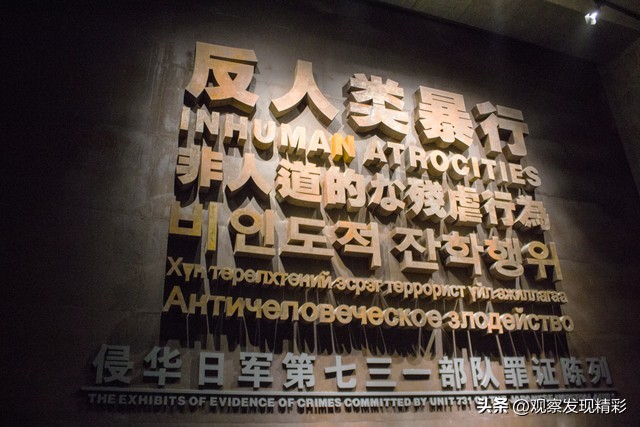 反人类暴行
INHUMAN ATROCITIES
非人道的な残虐行為
비인도적 잔학행위
Хүн төрөлхтөний эсрэг террорист үйл ажиллагаа
Античеловеческое злодейство
侵华日军第七三一部队罪证陈列
THE EXHIBITS OF EVIDENCE OF CRIMES COMMITTED BY UNIT 731
头条 @观察发现精彩